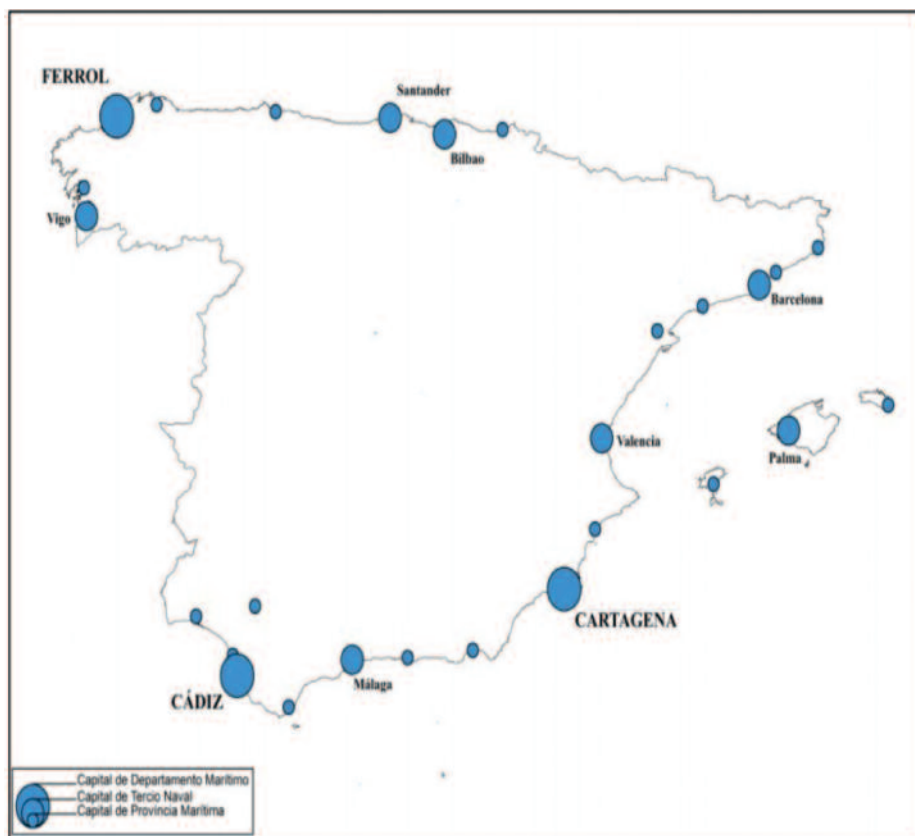 FERROL
Santander
Bilbao
Vigo
Barcelona
Valencia
Palma
CARTAGENA
Málaga
CÁDIZ
Capital de Departamento Marítimo
Capital de Tercio Naval
Capital de Provincia Marítima